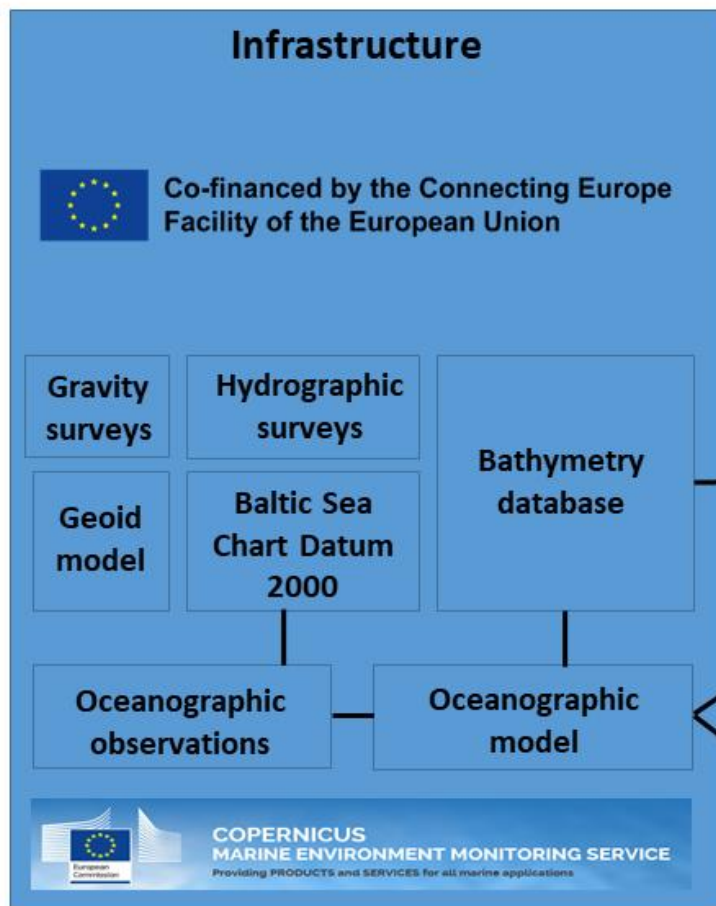 Infrastructure
Co-financed by the Connecting Europe
Facility of the European Union
Gravity
surveys
Hydrographic
surveys
Bathymetry
database
Geoid
model
Baltic Sea
Chart Datum
2000
Oceanographic
observations
Oceanographic
model
European
Commission
COPERNICUS
MARINE ENVIRONMENT MONITORING SERVICE
Providing PRODUCTS and SERVICES for all marine applications